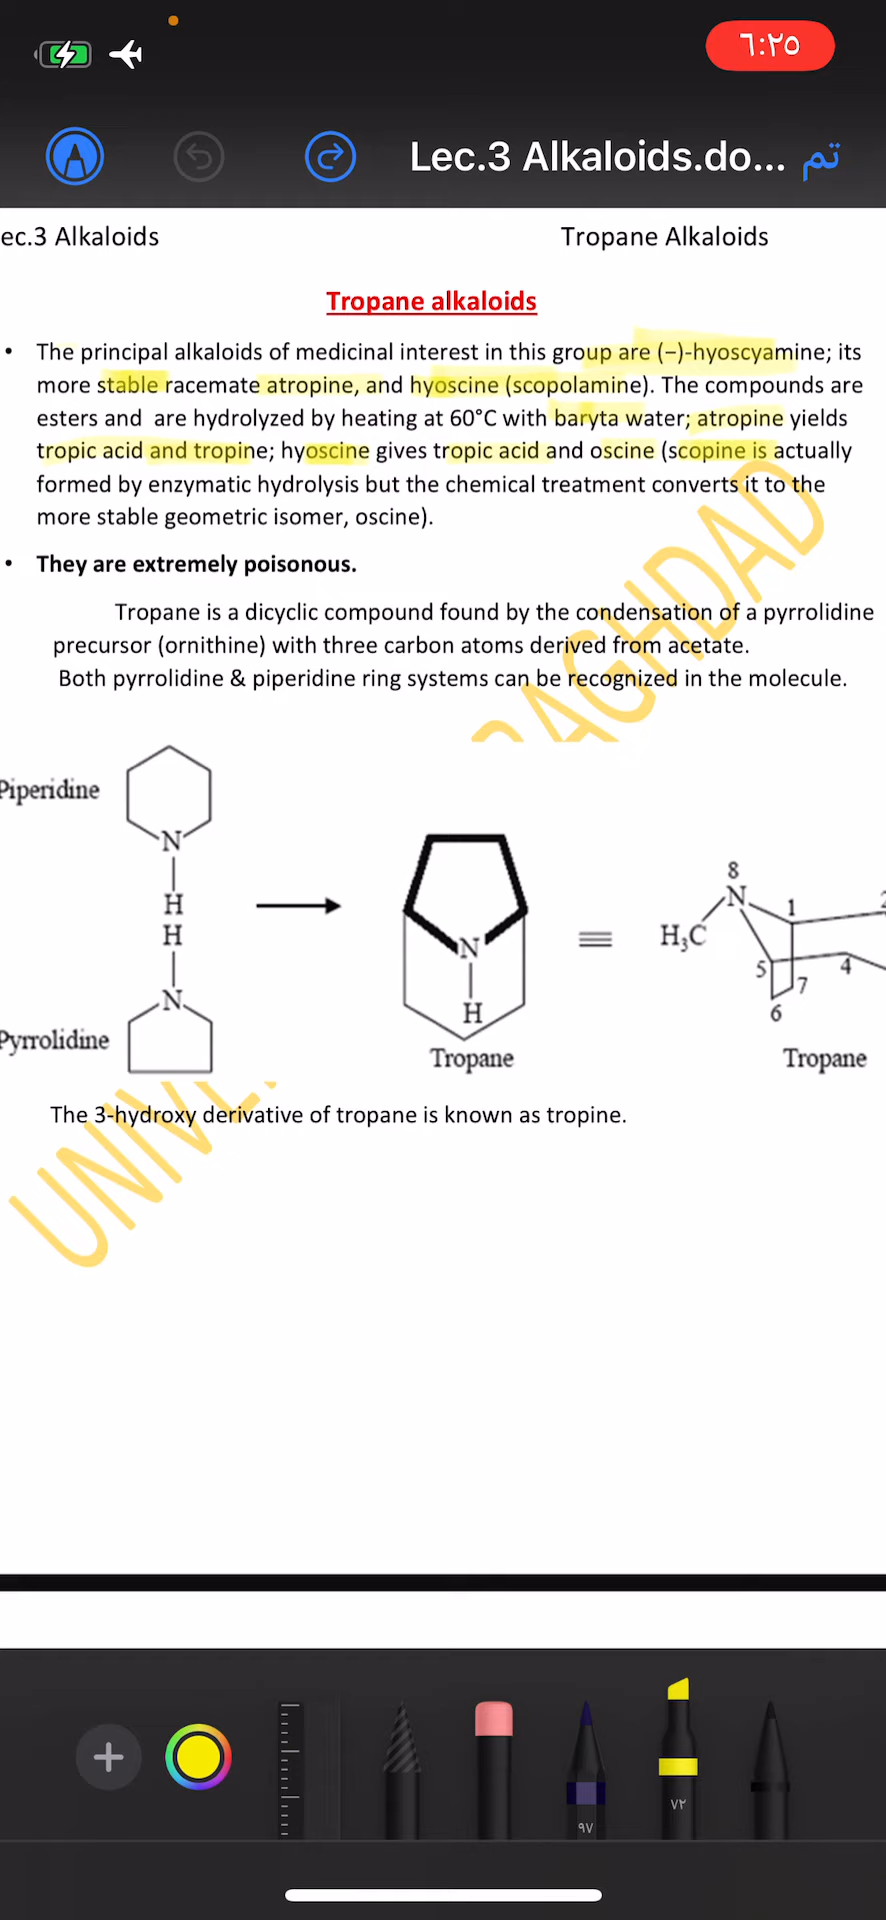 ٦:٢٥
Lec.3 Alkaloids.do... تم
ec.3 Alkaloids Tropane Alkaloids
Tropane alkaloids
• The principal alkaloids of medicinal interest in this group are (–)-hyoscyamine; its
more stable racemate atropine, and hyoscine (scopolamine). The compounds are
esters and are hydrolyzed by heating at 60°C with baryta water; atropine yields
tropic acid and tropine; hyoscine gives tropic acid and oscine (scopine is actually
formed by enzymatic hydrolysis but the chemical treatment converts it to the
more stable geometric isomer, oscine).
• They are extremely poisonous.
Tropane is a dicyclic compound found by the condensation of a pyrrolidine
precursor (ornithine) with three carbon atoms derived from acetate.
Both pyrrolidine & piperidine ring systems can be recognized in the molecule.
Piperidine
N
H
H
N
Pyrrolidine
N
H
Tropane
≡
8
N
H₃C
1
2
5
4
7
6
Tropane
The 3-hydroxy derivative of tropane is known as tropine.
٩٧
٧٢